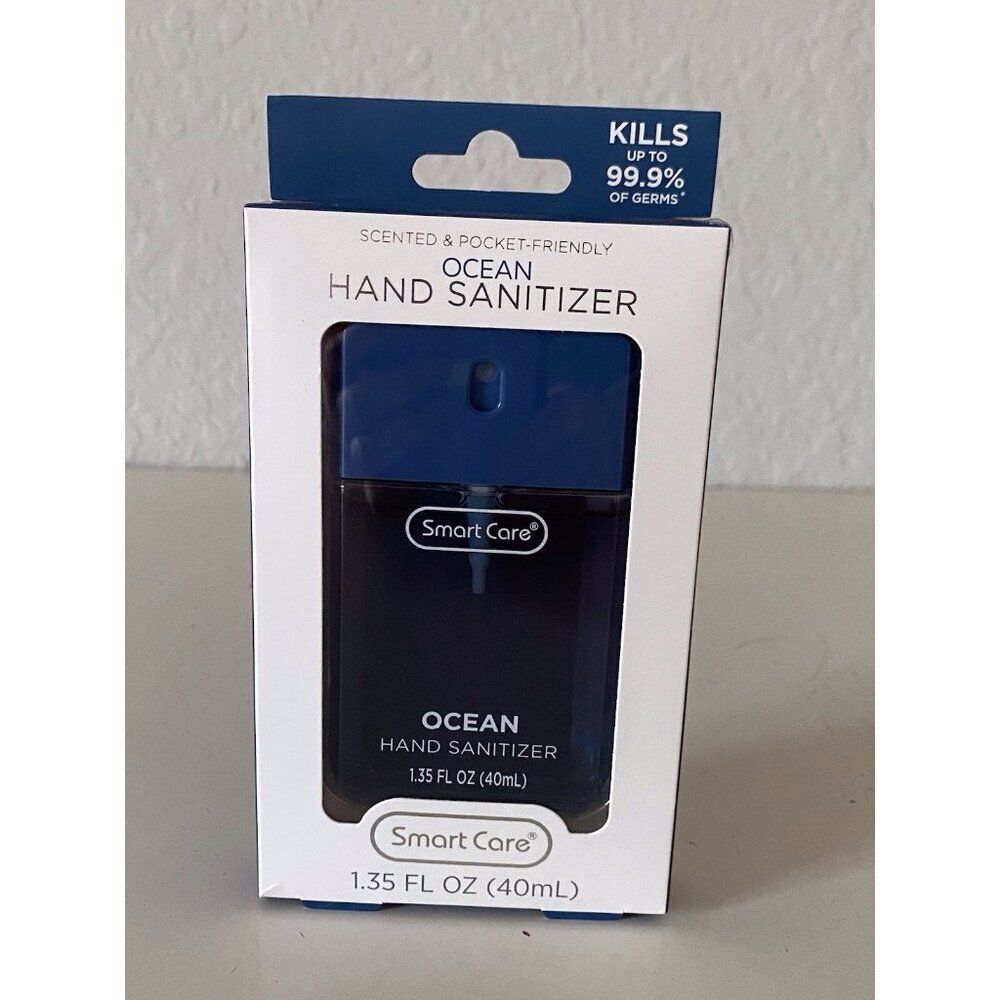 KILLS
UP TO
99.9%
OF GERMS*
SCENTED & POCKET-FRIENDLY
OCEAN
HAND SANITIZER
Smart Care®
OCEAN
HAND SANITIZER
1.35 FL OZ (40mL)
Smart Care®
1.35 FL OZ (40mL)